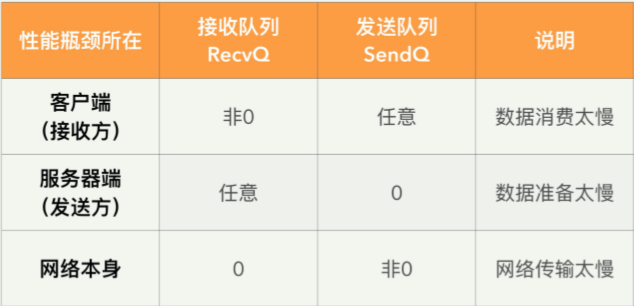 性能瓶颈所在
接收队列
RecvQ
发送队列
SendQ
说明
客户端
（接收方）
非0
任意
数据消费太慢
服务器端
（发送方）
任意
0
数据准备太慢
网络本身
0
非0
网络传输太慢